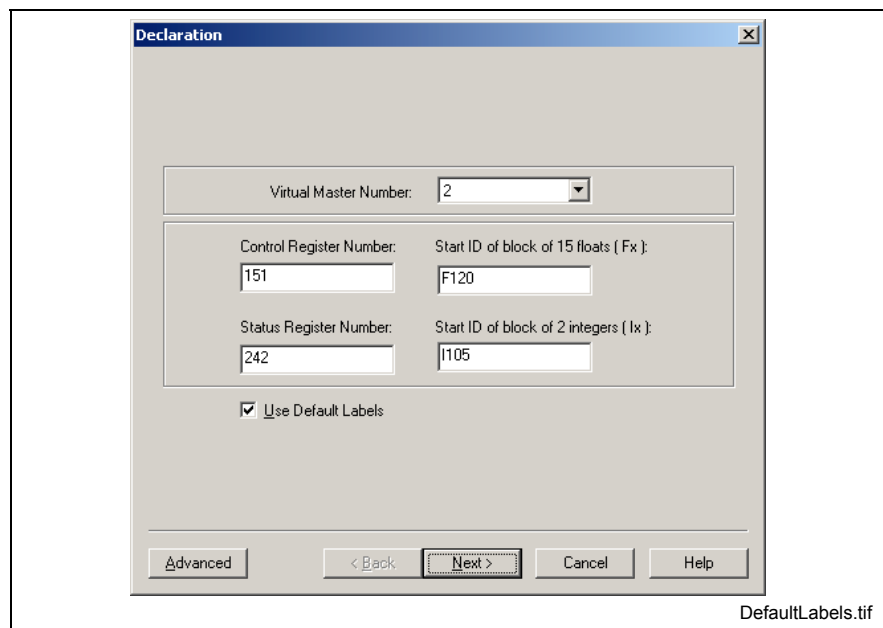 Declaration
Virtual Master Number: 2
Control Register Number: Start ID of block of 15 floats ( Fx ):
151 F120
Status Register Number: Start ID of block of 2 integers ( Ix ):
242 I105
Use Default Labels
Advanced < Back Next > Cancel Help
DefaultLabels.tif